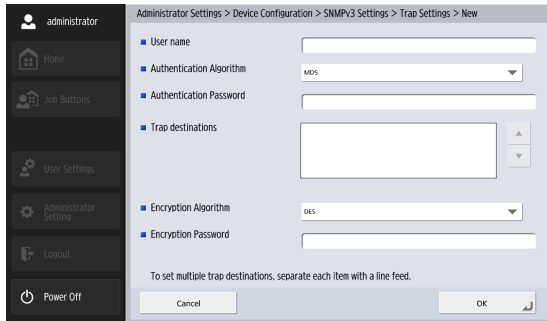 administrator
Administrator Settings > Device Configuration > SNMPv3 Settings > Trap Settings > New
Home
Job Buttons
User Settings
Administrator
Setting
Logout
Power Off
User name
Authentication Algorithm
MD5
Authentication Password
Trap destinations
Encryption Algorithm
DES
Encryption Password
To set multiple trap destinations, separate each item with a line feed.
Cancel
OK